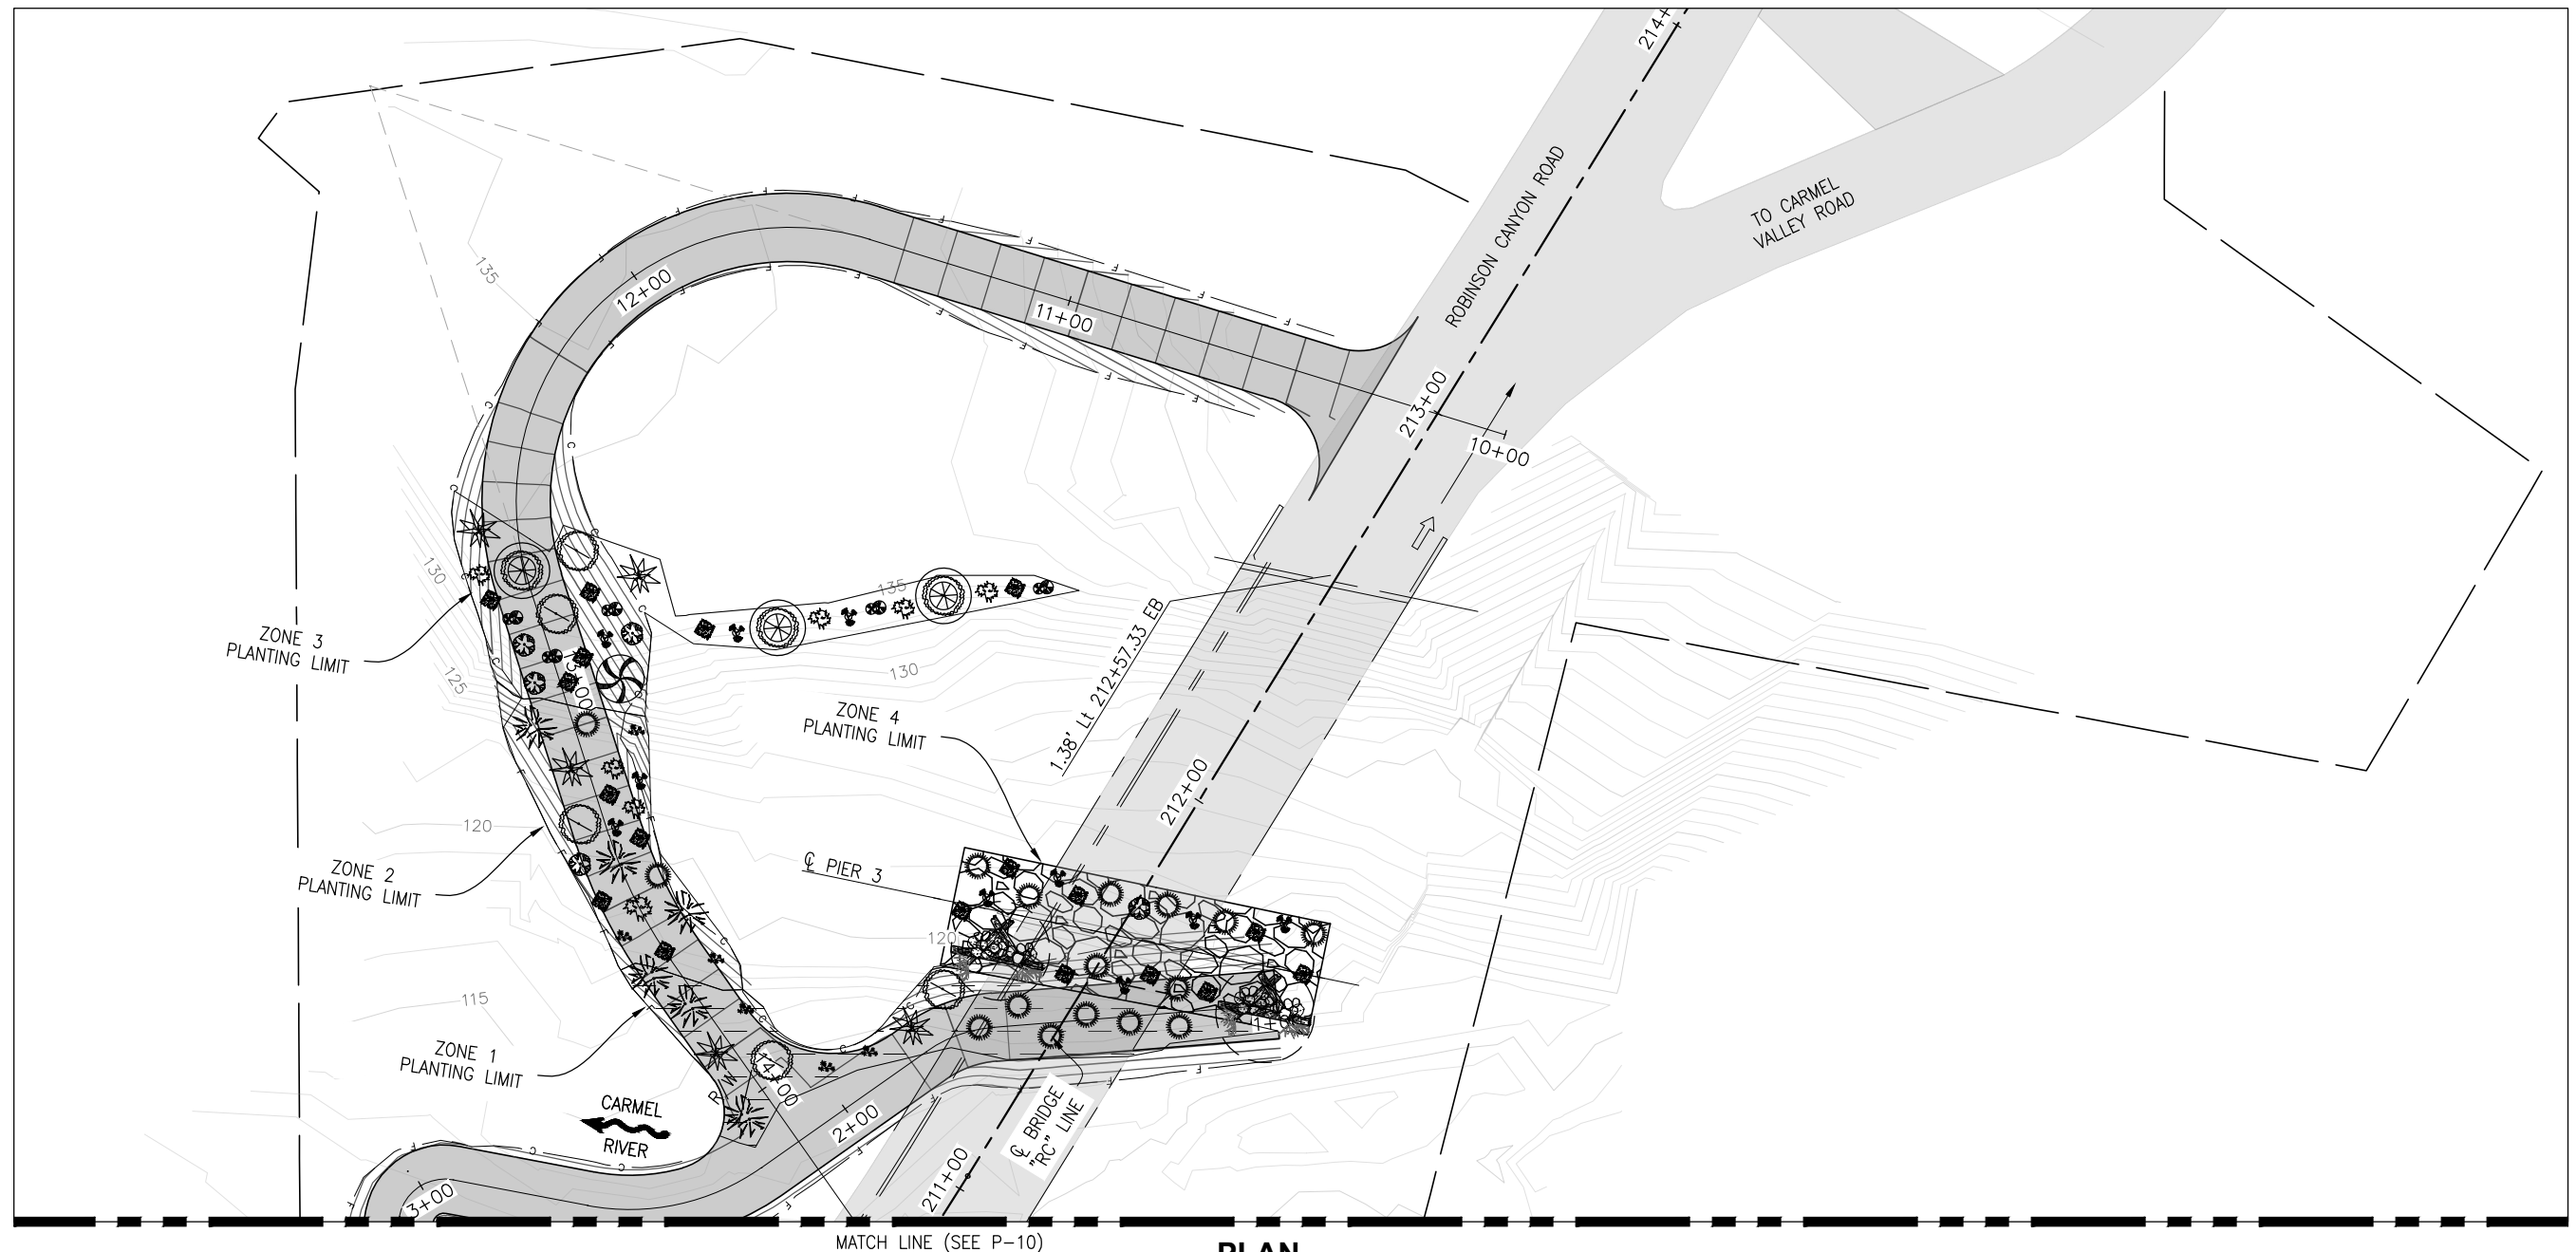 214+
ROBINSON CANYON ROAD
TO CARMEL
VALLEY ROAD
135
12+00
11+00
213+00
10+00
130
ZONE 3
PLANTING LIMIT
125
135
130
ZONE 4
PLANTING LIMIT
1.38' Lt 212+57.33 EB
212+00
120
ZONE 2
PLANTING LIMIT
℄ PIER 3
120
115
ZONE 1
PLANTING LIMIT
CARMEL
RIVER
R/W
2+00
℄ BRIDGE
"RC" LINE
211+00
3+00
C
F
MATCH LINE (SEE P-10)
PLAN